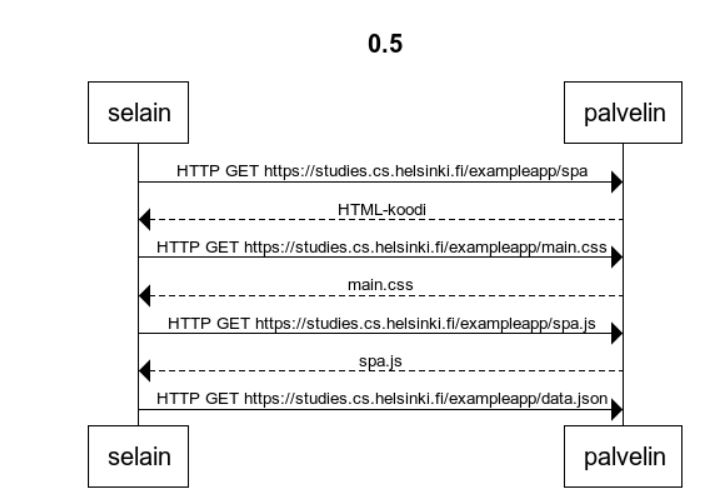 0.5
selain palvelin
HTTP GET https://studies.cs.helsinki.fi/exampleapp/spa
HTML-koodi
HTTP GET https://studies.cs.helsinki.fi/exampleapp/main.css
main.css
HTTP GET https://studies.cs.helsinki.fi/exampleapp/spa.js
spa.js
HTTP GET https://studies.cs.helsinki.fi/exampleapp/data.json
selain palvelin